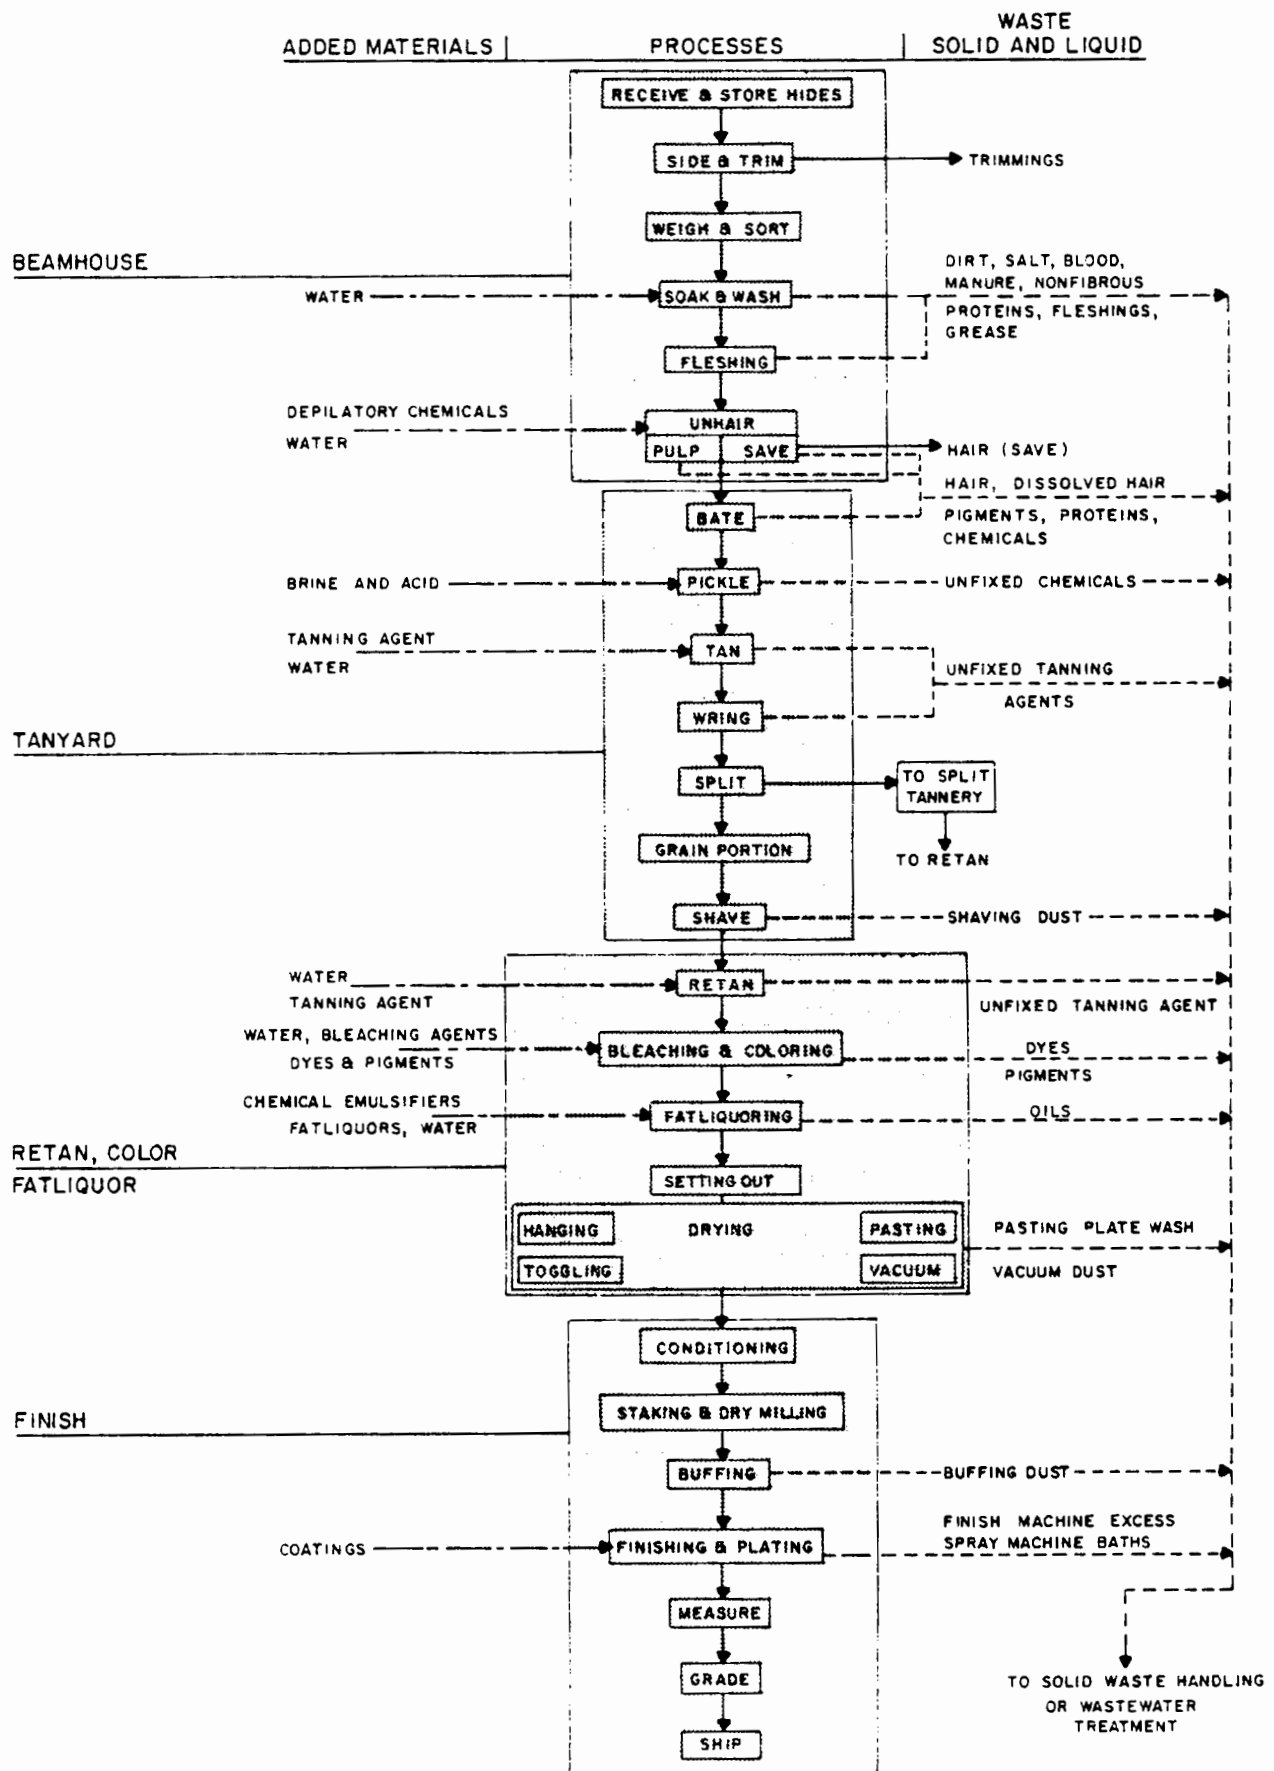 WASTE
ADDED MATERIALS PROCESSES SOLID AND LIQUID
RECEIVE & STORE HIDES
SIDE & TRIM TRIMMINGS
WEIGH & SORT
BEAMHOUSE
DIRT, SALT, BLOOD,
MANURE, NONFIBROUS
WATER SOAK & WASH
PROTEINS, FLESHINGS,
GREASE
FLESHING
DEPILATORY CHEMICALS
WATER
UNHAIR
PULP SAVE
HAIR (SAVE)
HAIR, DISSOLVED HAIR
PIGMENTS, PROTEINS,
CHEMICALS
BATE
BRINE AND ACID PICKLE UNFIXED CHEMICALS
TANNING AGENT
WATER
TAN
UNFIXED TANNING
AGENTS
WRING
TANYARD
SPLIT
TO SPLIT
TANNERY
GRAIN PORTION
TO RETAN
SHAVE SHAVING DUST
WATER
TANNING AGENT
RETAN
UNFIXED TANNING AGENT
WATER, BLEACHING AGENTS
DYES & PIGMENTS
BLEACHING & COLORING
DYES
PIGMENTS
CHEMICAL EMULSIFIERS
FATLIQUORS, WATER
FATLIQUORING
OILS
RETAN, COLOR
FATLIQUOR
SETTING OUT
HANGING DRYING PASTING
TOGGLING VACUUM
PASTING PLATE WASH
VACUUM DUST
CONDITIONING
STAKING & DRY MILLING
FINISH
BUFFING BUFFING DUST
COATINGS FINISHING & PLATING
FINISH MACHINE EXCESS
SPRAY MACHINE BATHS
MEASURE
GRADE
SHIP
TO SOLID WASTE HANDLING
OR WASTEWATER
TREATMENT